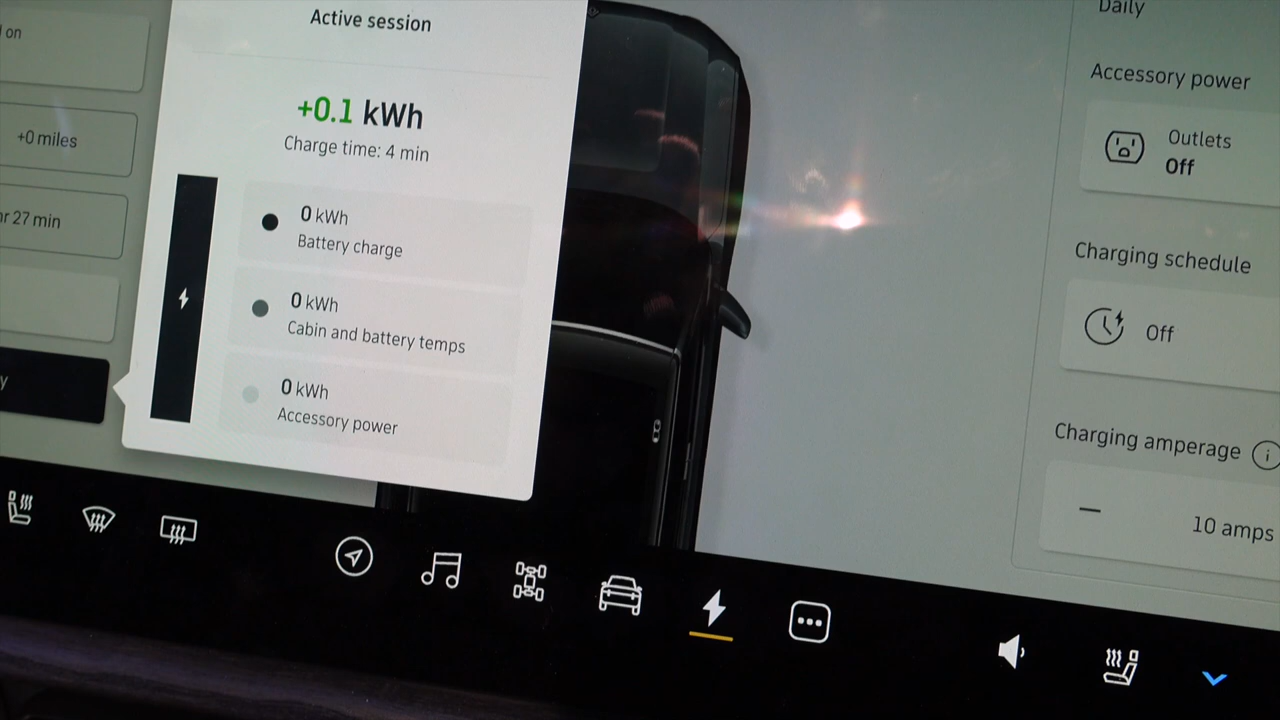 on
+0 miles
27 min
Active session
+0.1 kWh
Charge time: 4 min
0 kWh
Battery charge
0 kWh
Cabin and battery temps
0 kWh
Accessory power
Daily
Accessory power
Outlets
Off
Charging schedule
Off
Charging amperage
10 amps